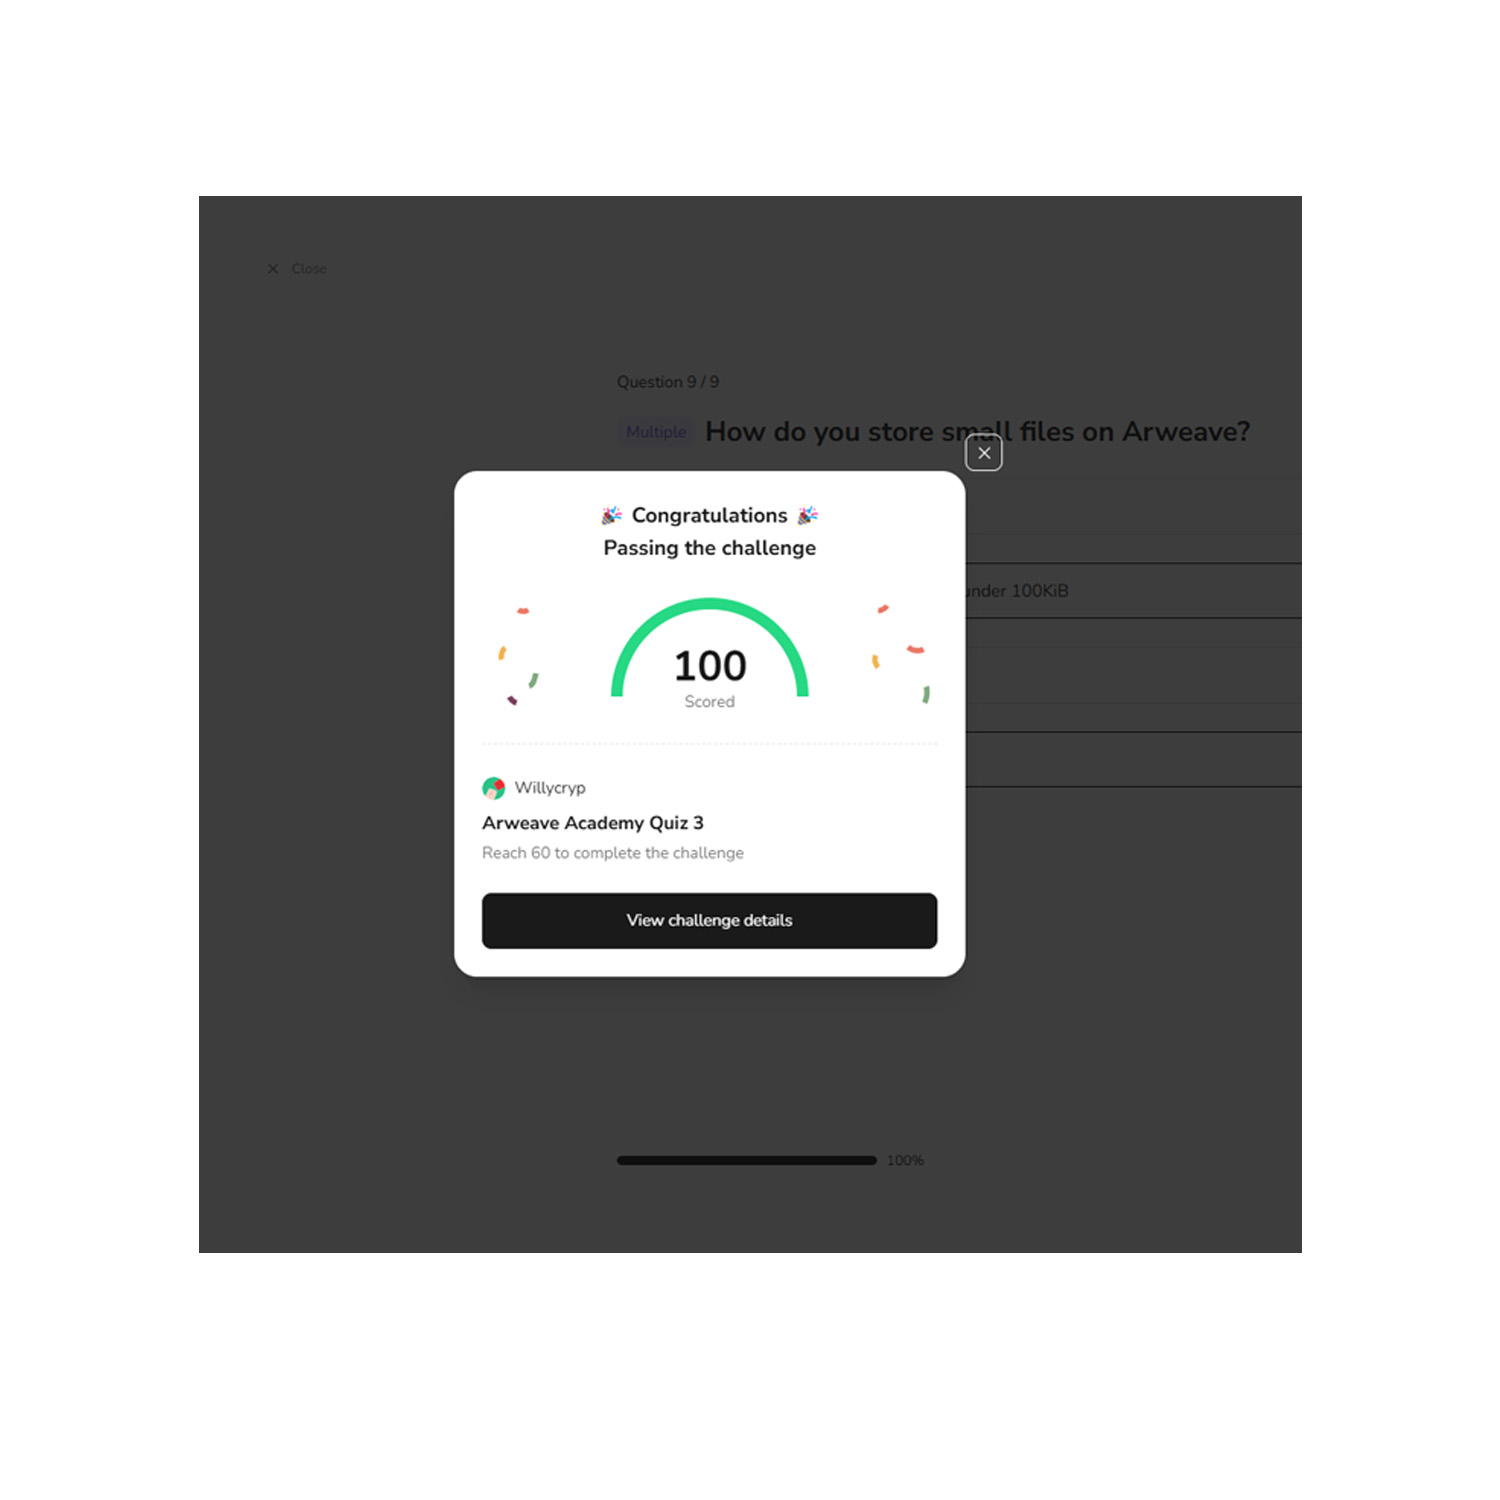 Close
Question 9 / 9
Multiple How do you store small files on Arweave?
under 100KiB
Congratulations
Passing the challenge
100
Scored
Willycryp
Arweave Academy Quiz 3
Reach 60 to complete the challenge
View challenge details
100%